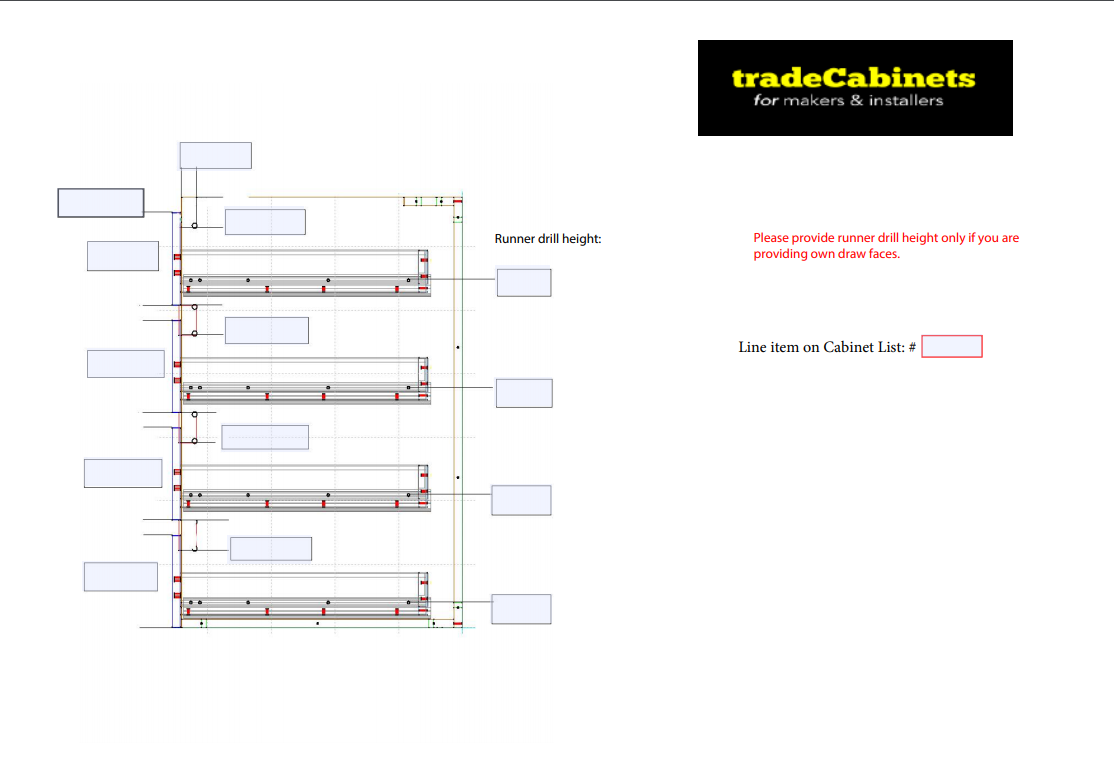 tradeCabinets
for makers & installers
Runner drill height:
Please provide runner drill height only if you are
providing own draw faces.
Line item on Cabinet List: #